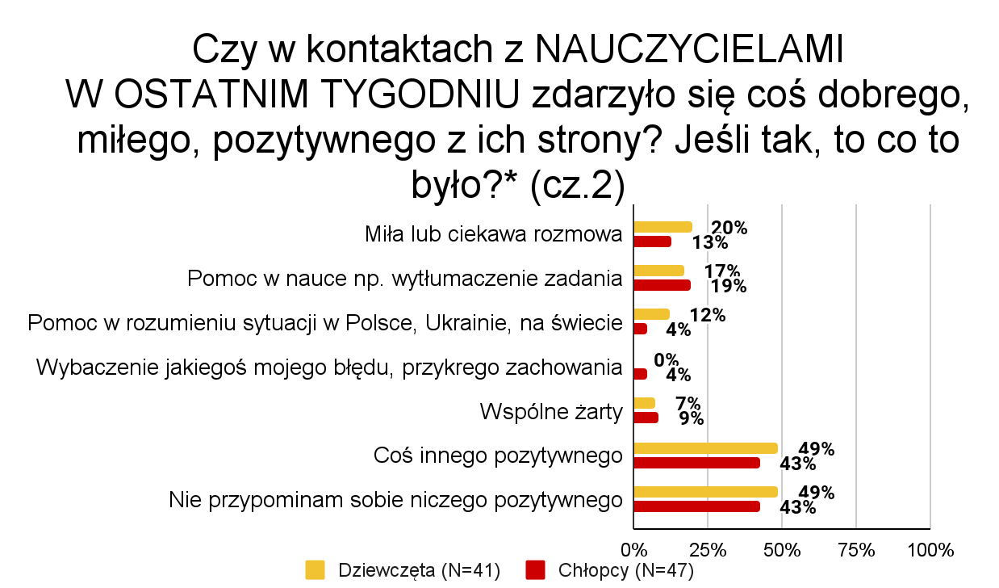 Czy w kontaktach z NAUCZYCIELAMI
W OSTATNIM TYGODNIU zdarzyło się coś dobrego,
miłego, pozytywnego z ich strony? Jeśli tak, to co to
było?* (cz.2)
Miła lub ciekawa rozmowa
20%
13%
Pomoc w nauce np. wytłumaczenie zadania
17%
19%
Pomoc w rozumieniu sytuacji w Polsce, Ukrainie, na świecie
12%
4%
Wybaczenie jakiegoś mojego błędu, przykrego zachowania
0%
4%
Wspólne żarty
7%
9%
Coś innego pozytywnego
49%
43%
Nie przypominam sobie niczego pozytywnego
49%
43%
0% 25% 50% 75% 100%
Dziewczęta (N=41) Chłopcy (N=47)